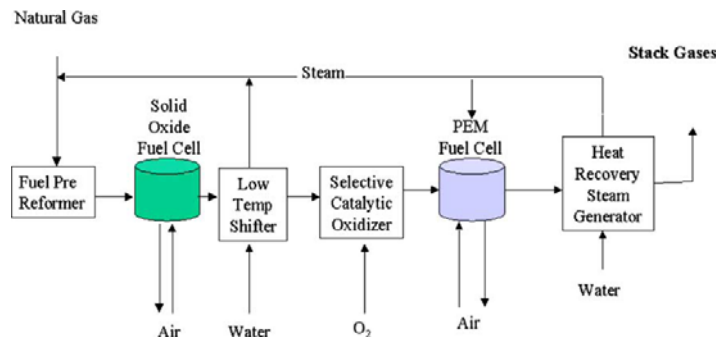 Natural Gas
Stack Gases
Steam
Solid
Oxide
Fuel Cell
PEM
Fuel Cell
Fuel Pre
Reformer
Low
Temp
Shifter
Selective
Catalytic
Oxidizer
Heat
Recovery
Steam
Generator
Air
Water
O₂
Air
Water